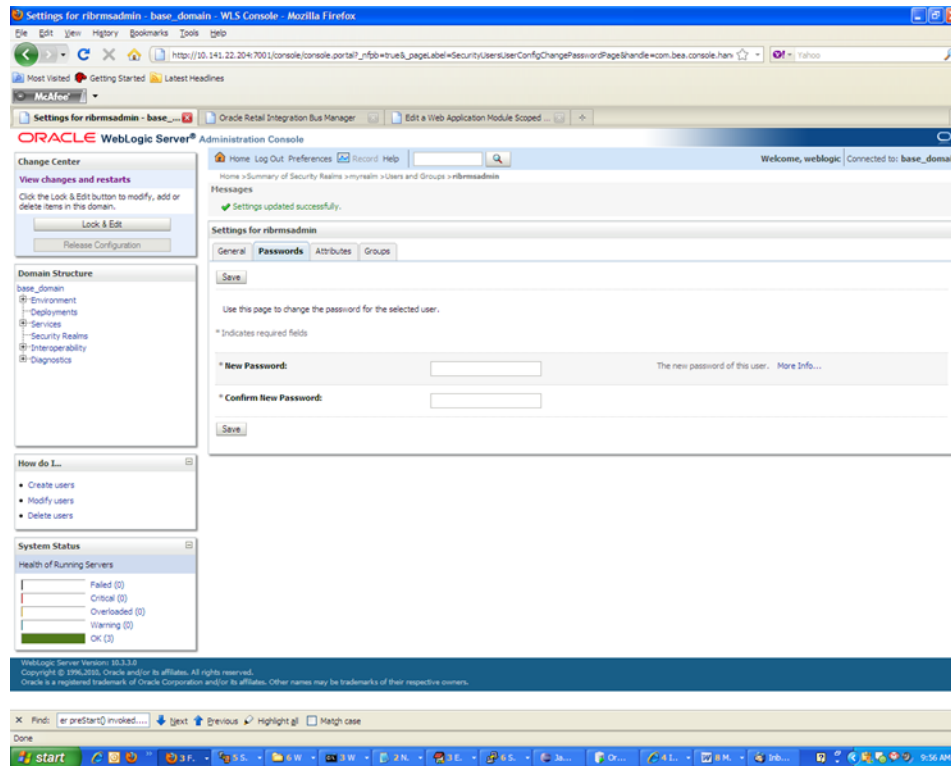 Settings for ribrmsadmin - base_domain - WLS Console - Mozilla Firefox
File Edit View History Bookmarks Tools Help
http://10.141.22.204:7001/console/console.portal?_nfpb=true&_pageLabel=SecurityUsersUserConfigChangePasswordPage&handle=com.bea.console.han
Yahoo
Most Visited Getting Started Latest Headlines
McAfee
Settings for ribrmsadmin - base_... Oracle Retail Integration Bus Manager Edit a Web Application Module Scoped ...
ORACLE WebLogic Server® Administration Console
Change Center
View changes and restarts
Click the Lock & Edit button to modify, add or
delete items in this domain.
Lock & Edit
Release Configuration
Domain Structure
base_domain
Environment
Deployments
Services
Security Realms
Interoperability
Diagnostics
How do I...
Create users
Modify users
Delete users
System Status
Health of Running Servers
Failed (0)
Critical (0)
Overloaded (0)
Warning (0)
OK (3)
Home Log Out Preferences Record Help
Welcome, weblogic Connected to: base_domai
Home >Summary of Security Realms >myrealm >Users and Groups >ribrmsadmin
Messages
Settings updated successfully.
Settings for ribrmsadmin
General Passwords Attributes Groups
Save
Use this page to change the password for the selected user.
* Indicates required fields
* New Password:
The new password of this user. More Info...
* Confirm New Password:
Save
WebLogic Server Version: 10.3.3.0
Copyright © 1996,2010, Oracle and/or its affiliates. All rights reserved.
Oracle is a registered trademark of Oracle Corporation and/or its affiliates. Other names may be trademarks of their respective owners.
Find: er preStart() invoked.... Next Previous Highlight all Match case
Done
start 3 F... 5 S... 6 W... 3 W... 2 N... 3 E... 6 S... Ja... Or... 4 I... 8 M... Inb... 9:56 AM